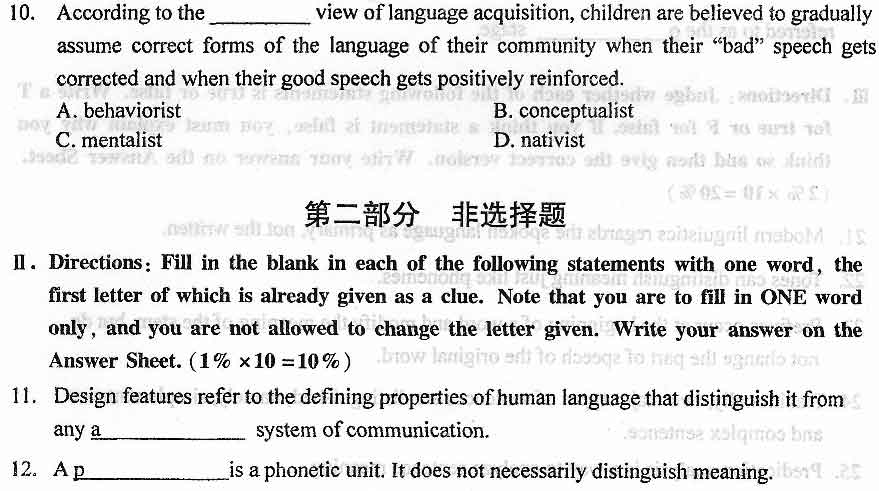 10. According to the __________ view of language acquisition, children are believed to gradually
assume correct forms of the language of their community when their “bad” speech gets
corrected and when their good speech gets positively reinforced.
A. behaviorist B. conceptualist
C. mentalist D. nativist
第二部分 非选择题
Ⅱ. Directions: Fill in the blank in each of the following statements with one word, the
first letter of which is already given as a clue. Note that you are to fill in ONE word
only, and you are not allowed to change the letter given. Write your answer on the
Answer Sheet. (1% ×10 =10%)
11. Design features refer to the defining properties of human language that distinguish it from
any a______________ system of communication.
12. A p______________ is a phonetic unit. It does not necessarily distinguish meaning.